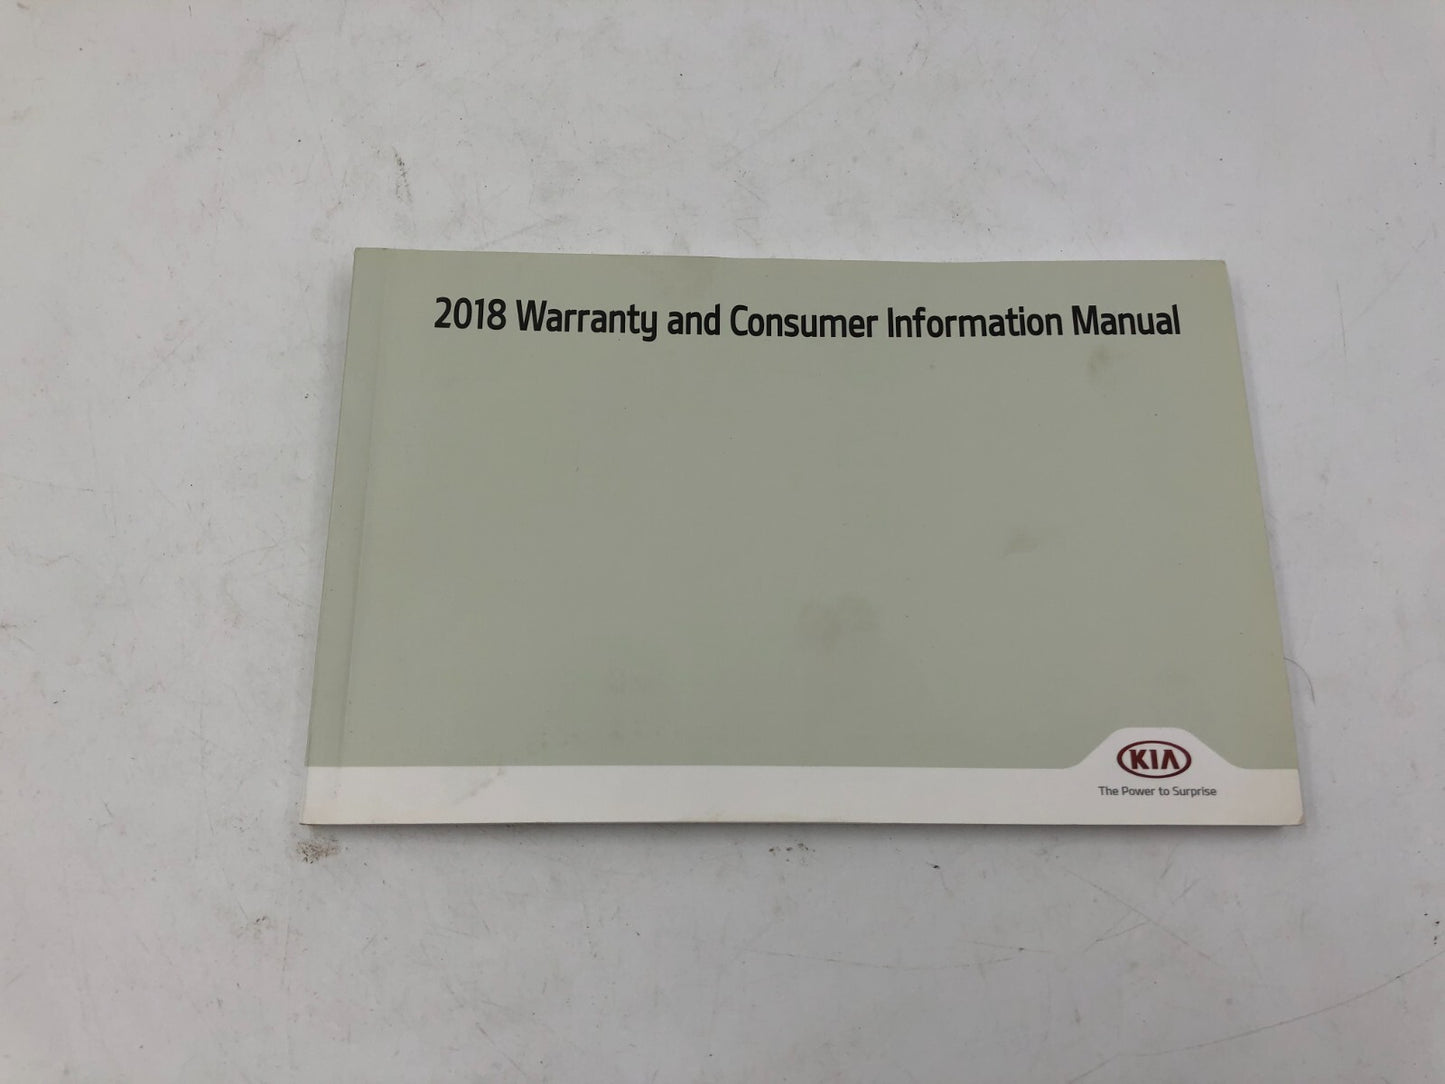 2018 Warranty and Consumer Information Manual
KIA
The Power to Surprise